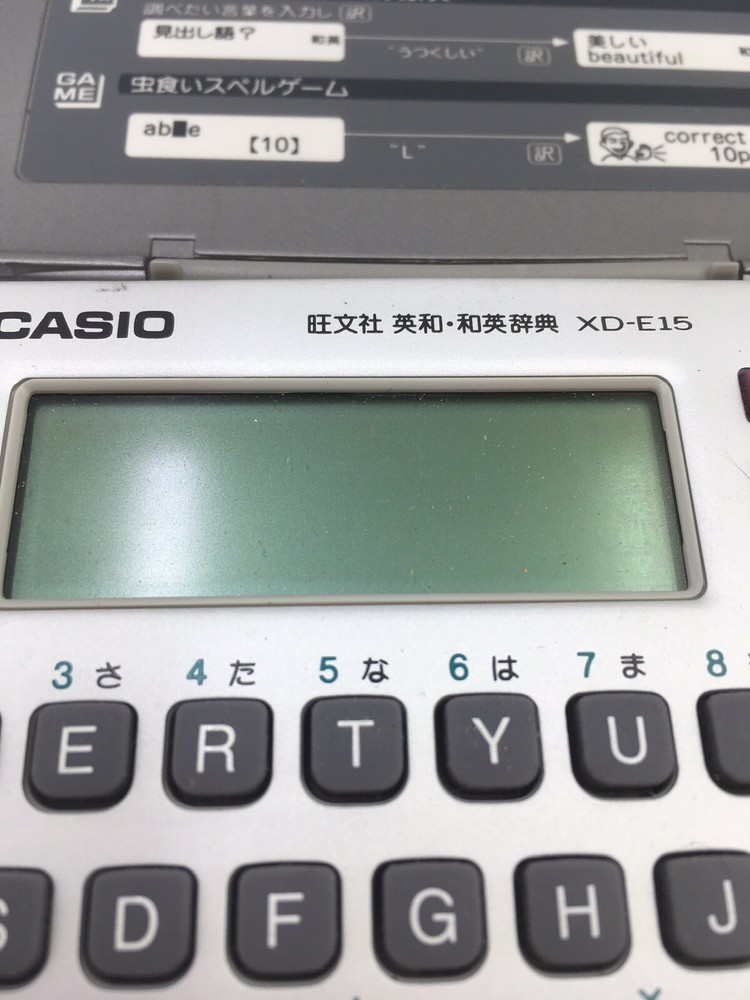 調べたい言葉を入力し 訳
見出し語？ 和英 "うつくしい" 訳 美しい
beautiful
GAME 虫食いスペルゲーム
ab■e 【10】 "L" 訳 correct
10p
CASIO 旺文社 英和・和英辞典 XD-E15
3 さ 4 た 5 な 6 は 7 ま 8
E R T Y U
S D F G H J